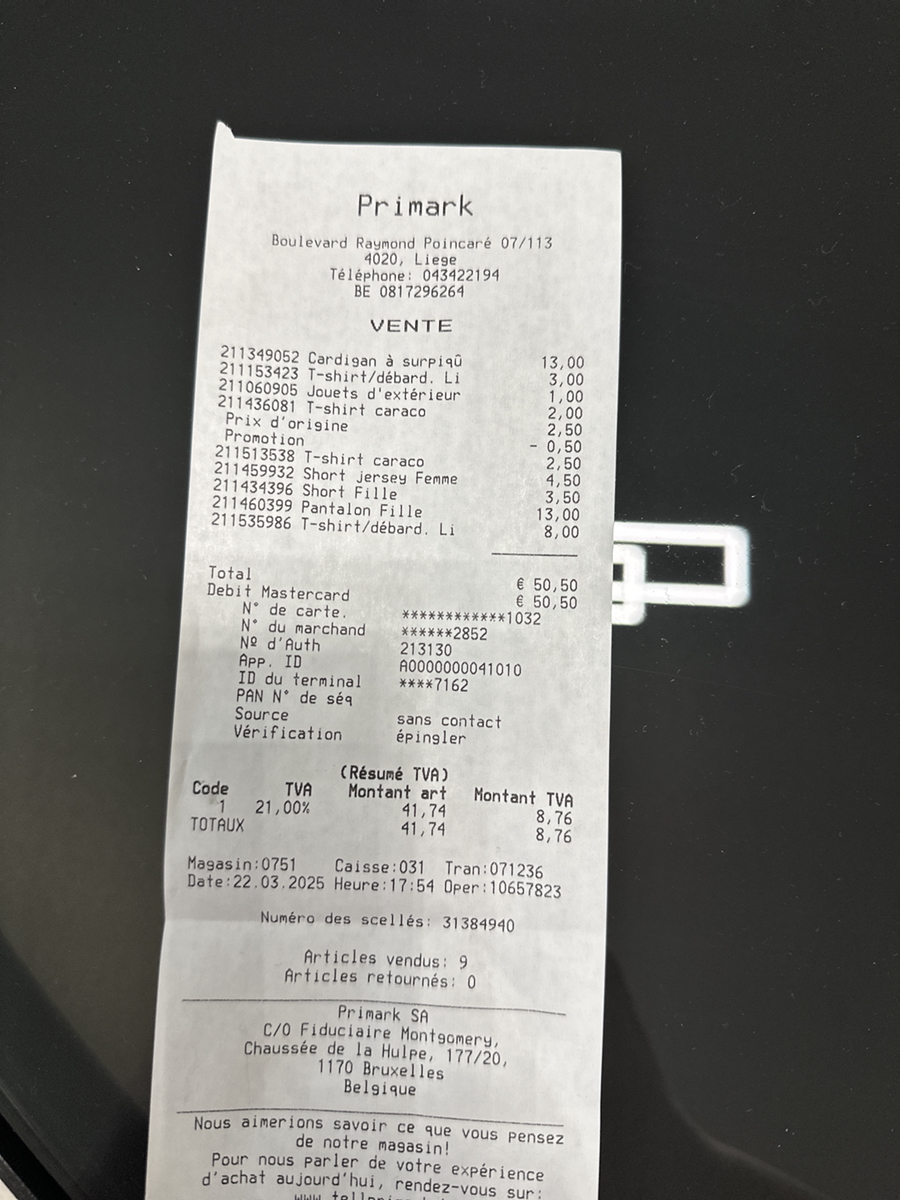 Primark
Boulevard Raymond Poincaré 07/113
4020, Liege
Téléphone: 043422194
BE 0817296264
VENTE
211349052 Cardigan à surpiqû 13,00
211153423 T-shirt/débard. Li 3,00
211060905 Jouets d'extérieur 1,00
211436081 T-shirt caraco 2,00
Prix d'origine 2,50
Promotion - 0,50
211513538 T-shirt caraco 2,50
211459932 Short jersey Femme 4,50
211434396 Short Fille 3,50
211460399 Pantalon Fille 13,00
211535986 T-shirt/débard. Li 8,00
Total € 50,50
Debit Mastercard € 50,50
N° de carte. ************1032
N° du marchand ******2852
Nº d'Auth 213130
App. ID A0000000041010
ID du terminal ****7162
PAN N° de séq
Source sans contact
Vérification épingler
(Résumé TVA)
Code TVA Montant art Montant TVA
1 21,00% 41,74 8,76
TOTAUX 41,74 8,76
Magasin:0751 Caisse:031 Tran:071236
Date:22.03.2025 Heure:17:54 Oper:10657823
Numéro des scellés: 31384940
Articles vendus: 9
Articles retournés: 0
Primark SA
C/O Fiduciaire Montgomery,
Chaussée de la Hulpe, 177/20,
1170 Bruxelles
Belgique
Nous aimerions savoir ce que vous pensez
de notre magasin!
Pour nous parler de votre expérience
d'achat aujourd'hui, rendez-vous sur: